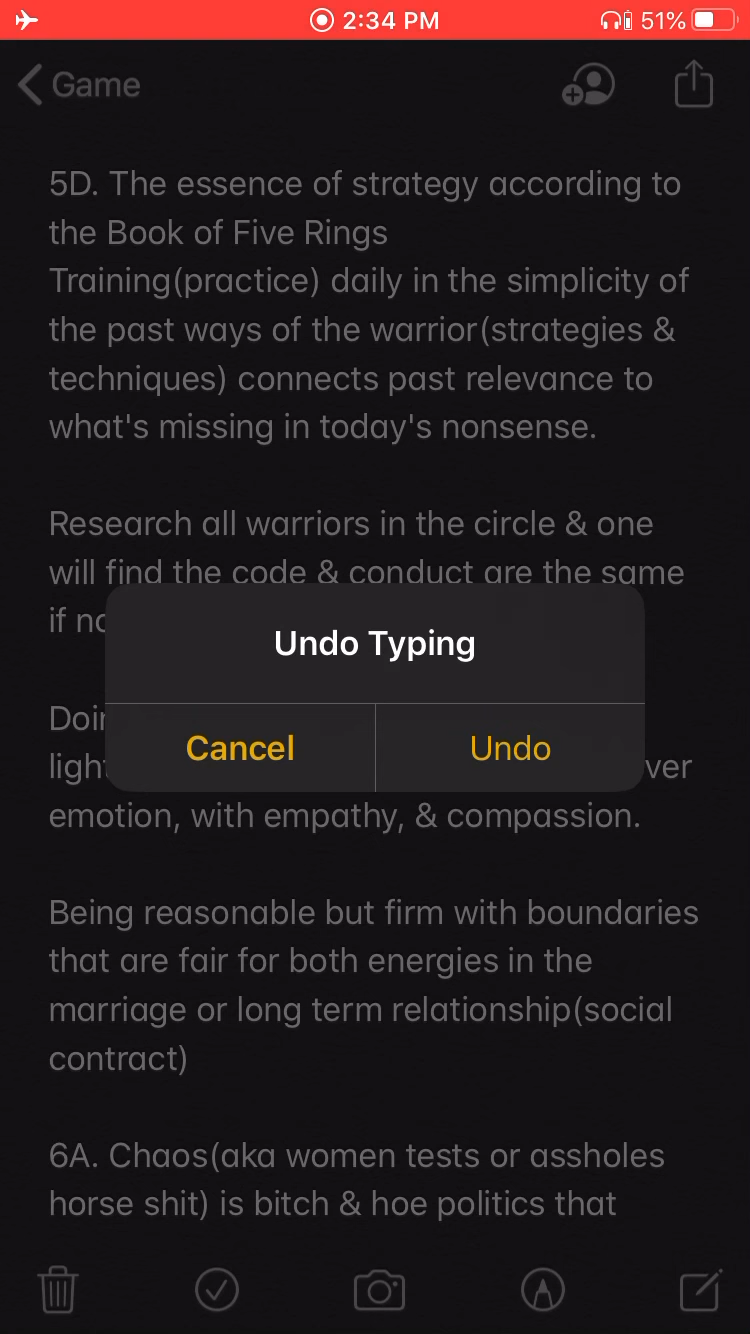 2:34 PM
51%
Game
5D. The essence of strategy according to
the Book of Five Rings
Training(practice) daily in the simplicity of
the past ways of the warrior(strategies &
techniques) connects past relevance to
what's missing in today's nonsense.
Research all warriors in the circle & one
will find the code & conduct are the same
if
Undo Typing
Cancel
Undo
emotion, with empathy, & compassion.
Being reasonable but firm with boundaries
that are fair for both energies in the
marriage or long term relationship(social
contract)
6A. Chaos(aka women tests or assholes
horse shit) is bitch & hoe politics that